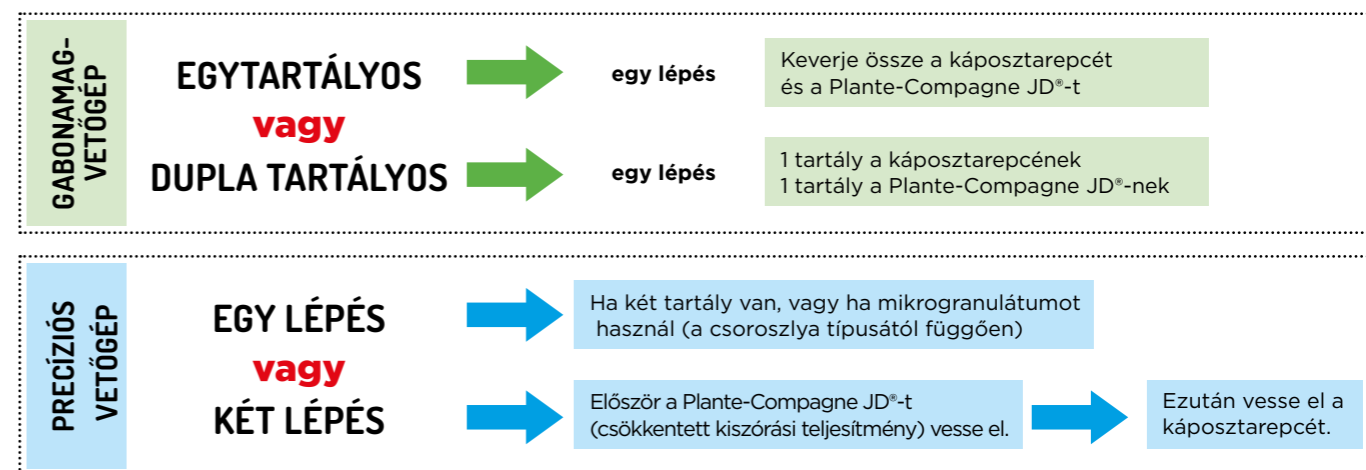 GABONAMAG-
VETŐGÉP
EGYTARTÁLYOS
egy lépés
Keverje össze a káposztarepcét
és a Plante-Compagne JD®-t
vagy
DUPLA TARTÁLYOS
egy lépés
1 tartály a káposztarepcének
1 tartály a Plante-Compagne JD®-nek
PRECÍZIÓS
VETŐGÉP
EGY LÉPÉS
Ha két tartály van, vagy ha mikrogranulátumot
használ (a csoroszlya típusától függően)
vagy
KÉT LÉPÉS
Először a Plante-Compagne JD®-t
(csökkentett kiszórási teljesítmény) vesse el.
Ezután vesse el a
káposztarepcét.